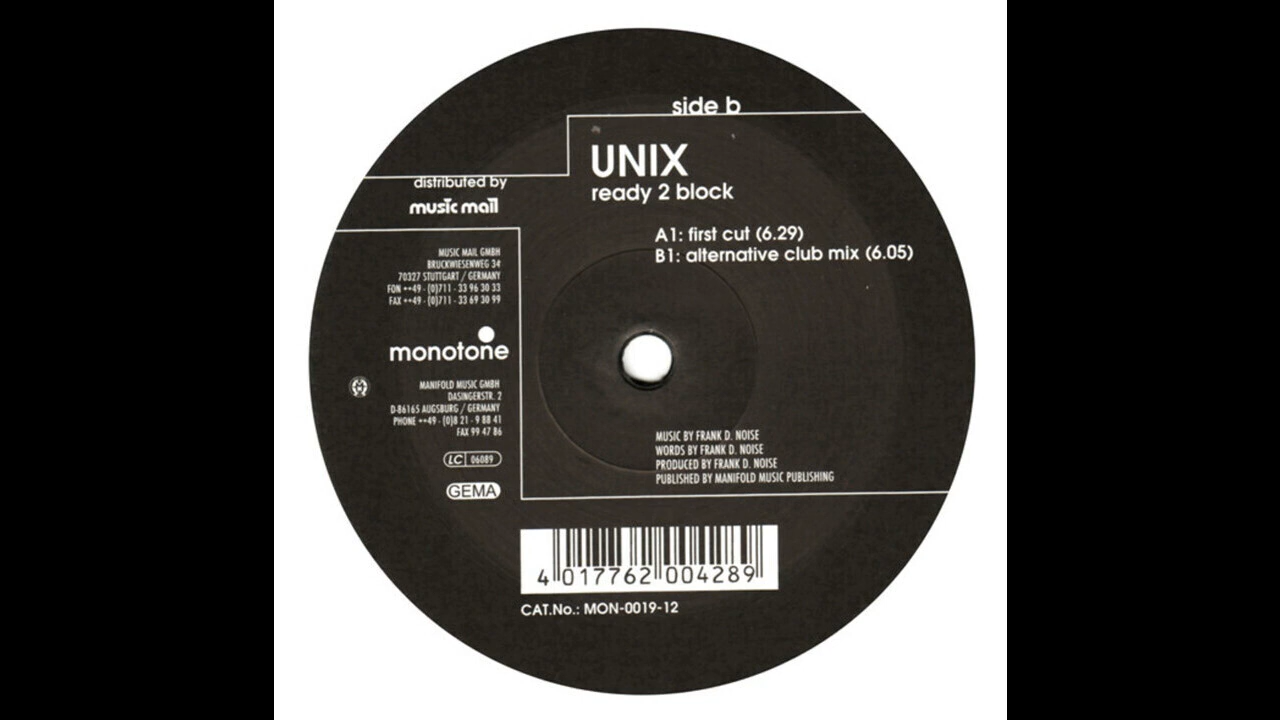 side b
UNIX
ready 2 block
A1: first cut (6.29)
B1: alternative club mix (6.05)
distributed by
music mail
MUSIC MAIL GMBH
BRUCKWIESENWEG 34
70327 STUTTGART / GERMANY
FON ++49 - (0)711 - 33 96 30 33
FAX ++49 - (0)711 - 33 69 30 99
monotone
MANIFOLD MUSIC GMBH
DASINGERSTR. 2
D-86165 AUGSBURG / GERMANY
PHONE ++49 - (0)8 21 - 9 88 41
FAX 99 47 86
LC 06089
GEMA
MUSIC BY FRANK D. NOISE
WORDS BY FRANK D. NOISE
PRODUCED BY FRANK D. NOISE
PUBLISHED BY MANIFOLD MUSIC PUBLISHING
4 017762 004289
CAT.No.: MON-0019-12